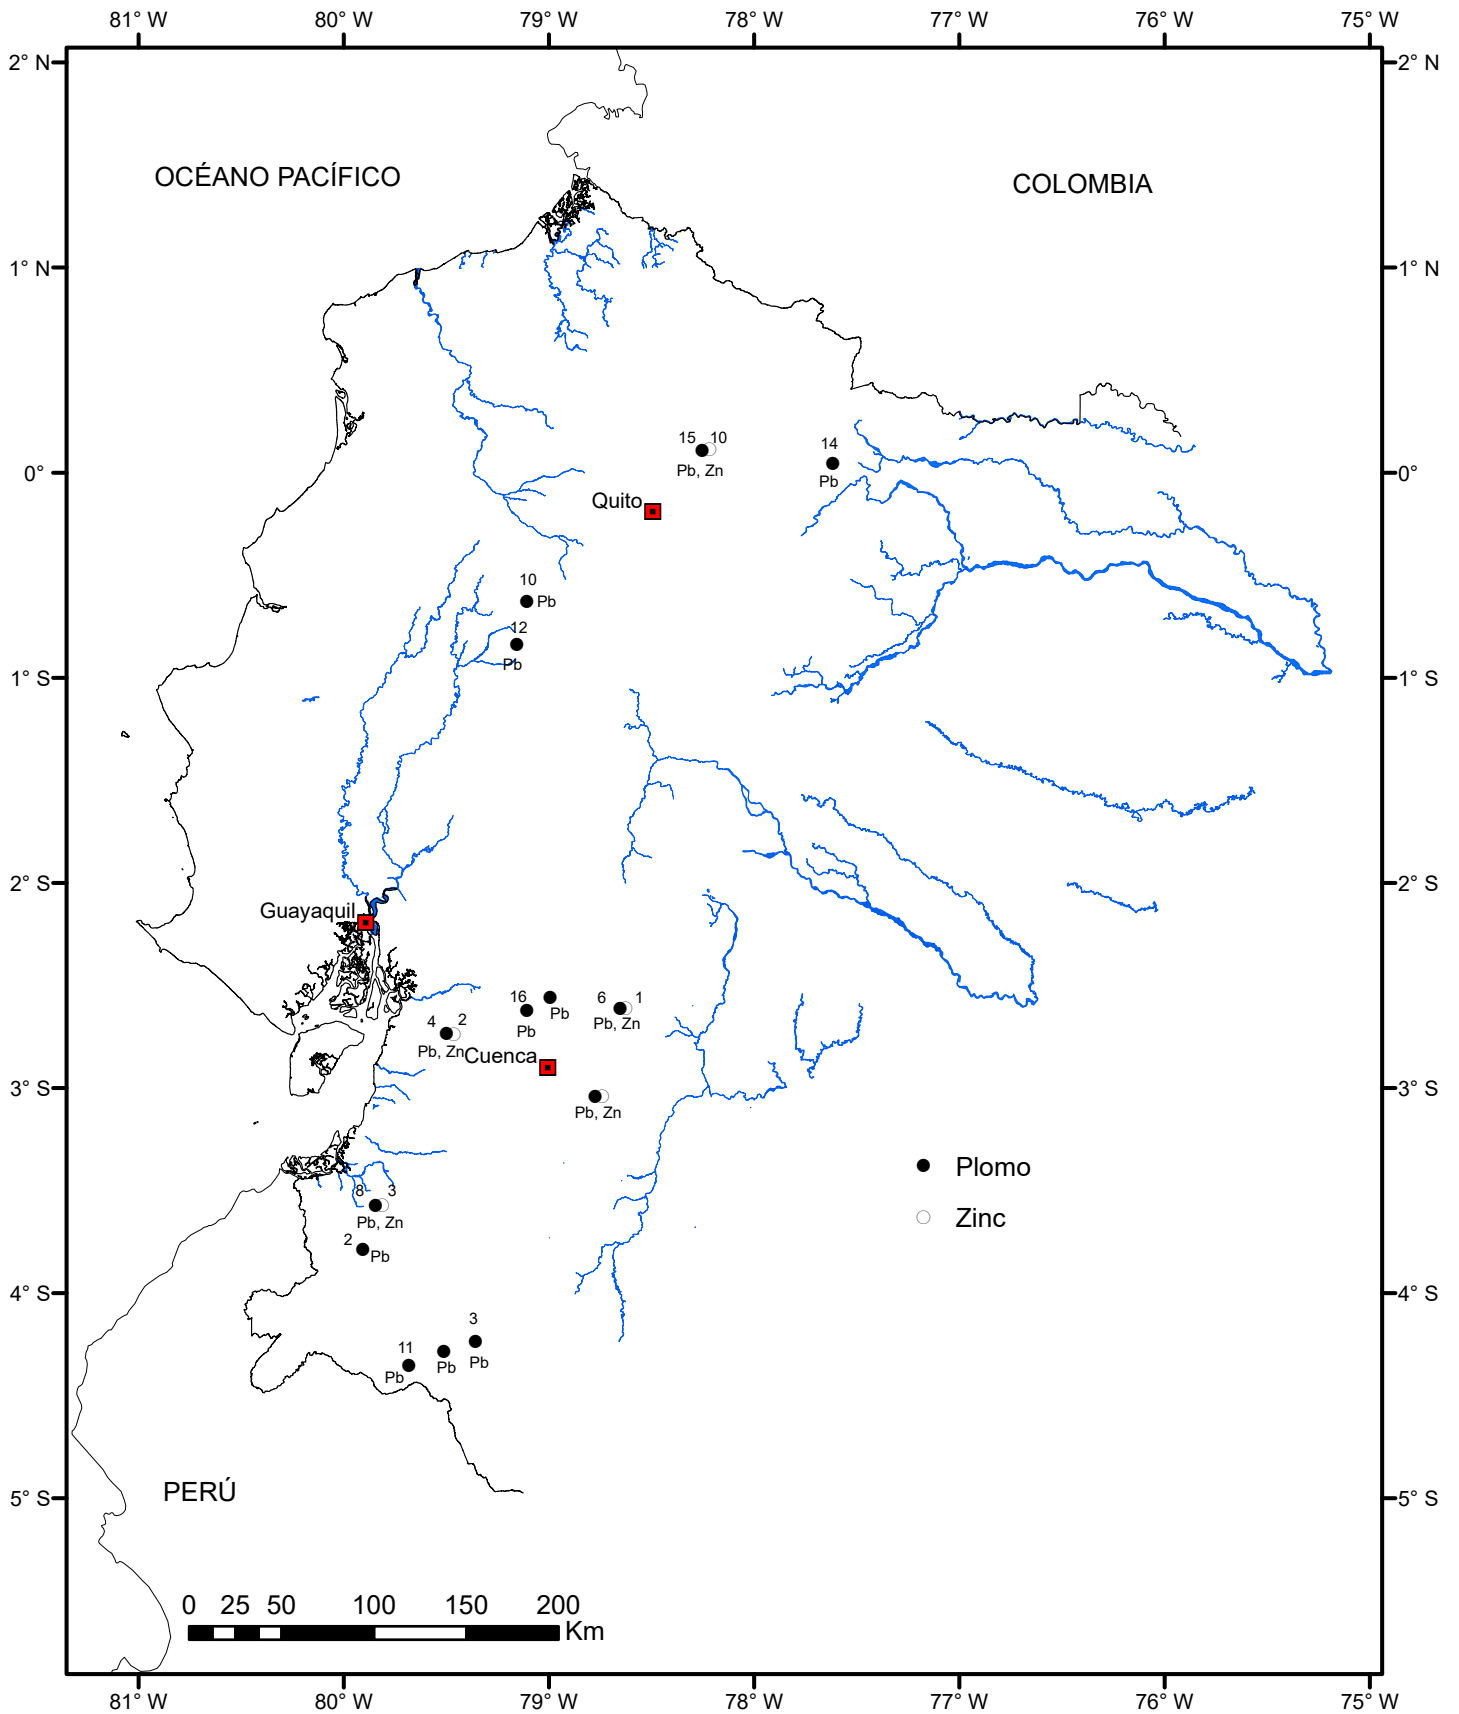 81° W 80° W 79° W 78° W 77° W 76° W 75° W
2° N 2° N
OCÉANO PACÍFICO COLOMBIA
1° N 1° N
15 10
Pb, Zn
14
Pb
0° 0°
Quito
10
Pb
12
Pb
1° S 1° S
2° S 2° S
Guayaquil
16
Pb
Pb
6 1
Pb, Zn
4 2
Pb, Zn
Cuenca
3° S 3° S
Pb, Zn
Plomo
8 3
Pb, Zn
Zinc
2
Pb
4° S 4° S
3
Pb
11
Pb
Pb
PERÚ
5° S 5° S
0 25 50 100 150 200
Km
81° W 80° W 79° W 78° W 77° W 76° W 75° W